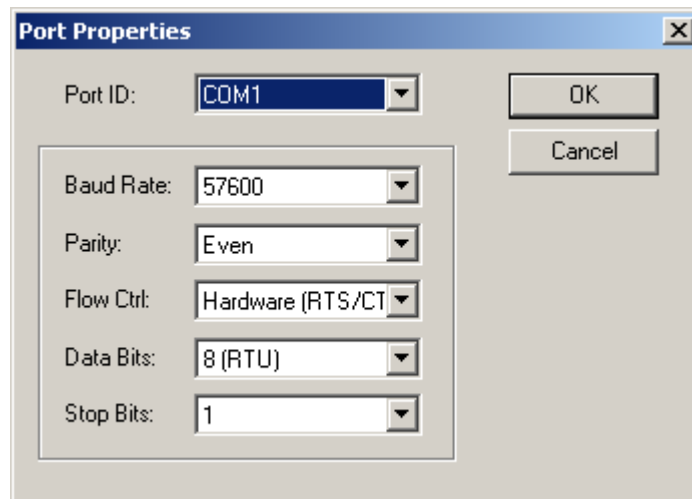 Port Properties
Port ID: COM1
OK
Cancel
Baud Rate: 57600
Parity: Even
Flow Ctrl: Hardware (RTS/CT
Data Bits: 8 (RTU)
Stop Bits: 1